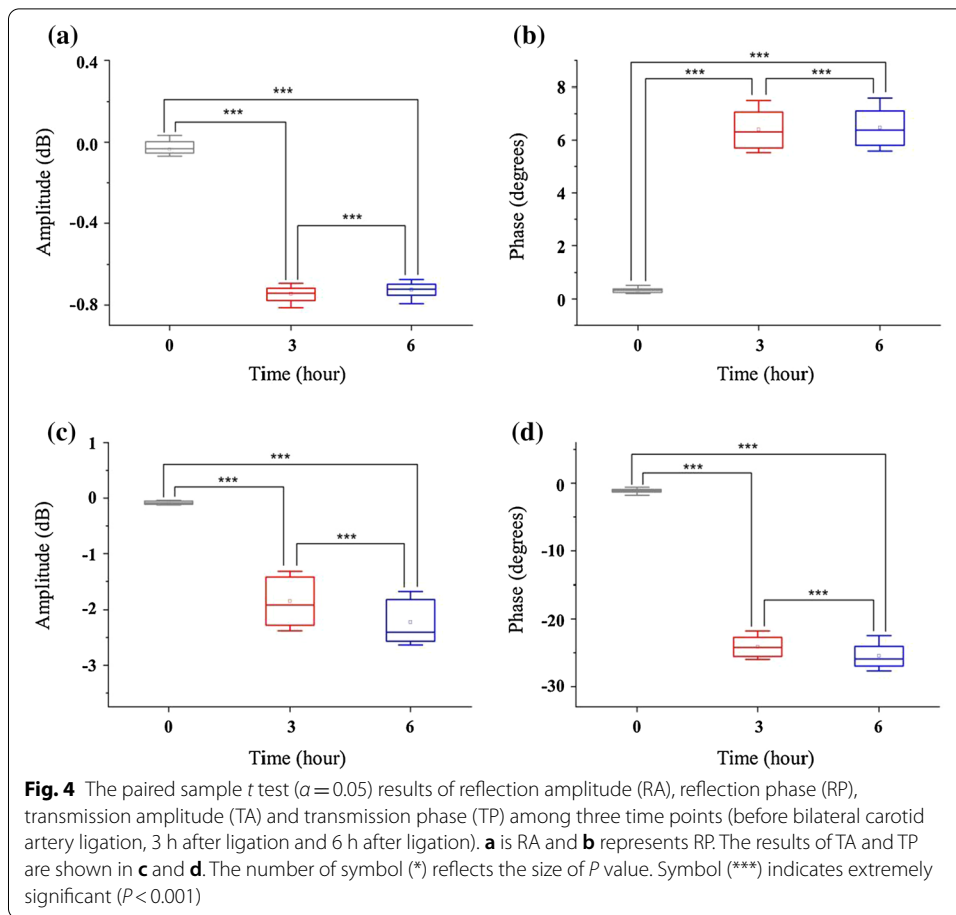 (a)
0.4
0.0
-0.4
-0.8
Amplitude (dB)
***
***
***
0
3
6
Time (hour)
(b)
8
6
4
2
0
Phase (degrees)
***
***
***
0
3
6
Time (hour)
(c)
1
0
-1
-2
-3
Amplitude (dB)
***
***
***
0
3
6
Time (hour)
(d)
0
-10
-20
-30
Phase (degrees)
***
***
***
0
3
6
Time (hour)
Fig. 4 The paired sample t test (α = 0.05) results of reflection amplitude (RA), reflection phase (RP),
transmission amplitude (TA) and transmission phase (TP) among three time points (before bilateral carotid
artery ligation, 3 h after ligation and 6 h after ligation). a is RA and b represents RP. The results of TA and TP
are shown in c and d. The number of symbol (*) reflects the size of P value. Symbol (***) indicates extremely
significant (P < 0.001)